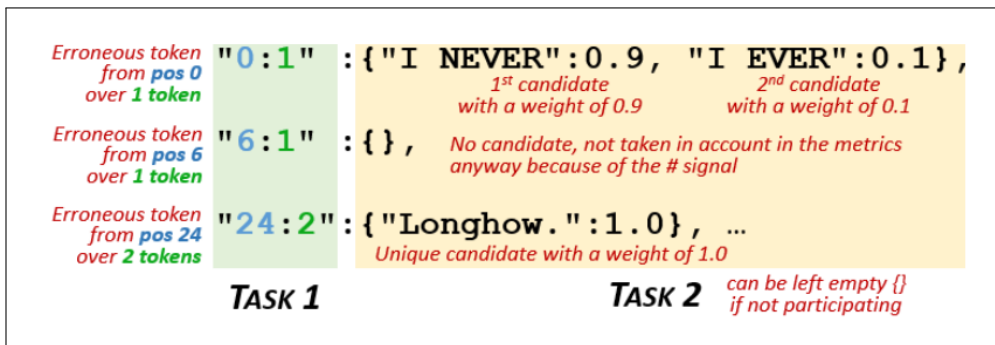 Erroneous token from pos 0 over 1 token
"0:1" :{"I NEVER":0.9, "I EVER":0.1},
1st candidate with a weight of 0.9
2nd candidate with a weight of 0.1
Erroneous token from pos 6 over 1 token
"6:1" :{},
No candidate, not taken in account in the metrics
anyway because of the # signal
Erroneous token from pos 24 over 2 tokens
"24:2":{"Longhow.":1.0}, …
Unique candidate with a weight of 1.0
TASK 1
TASK 2
can be left empty {}
if not participating